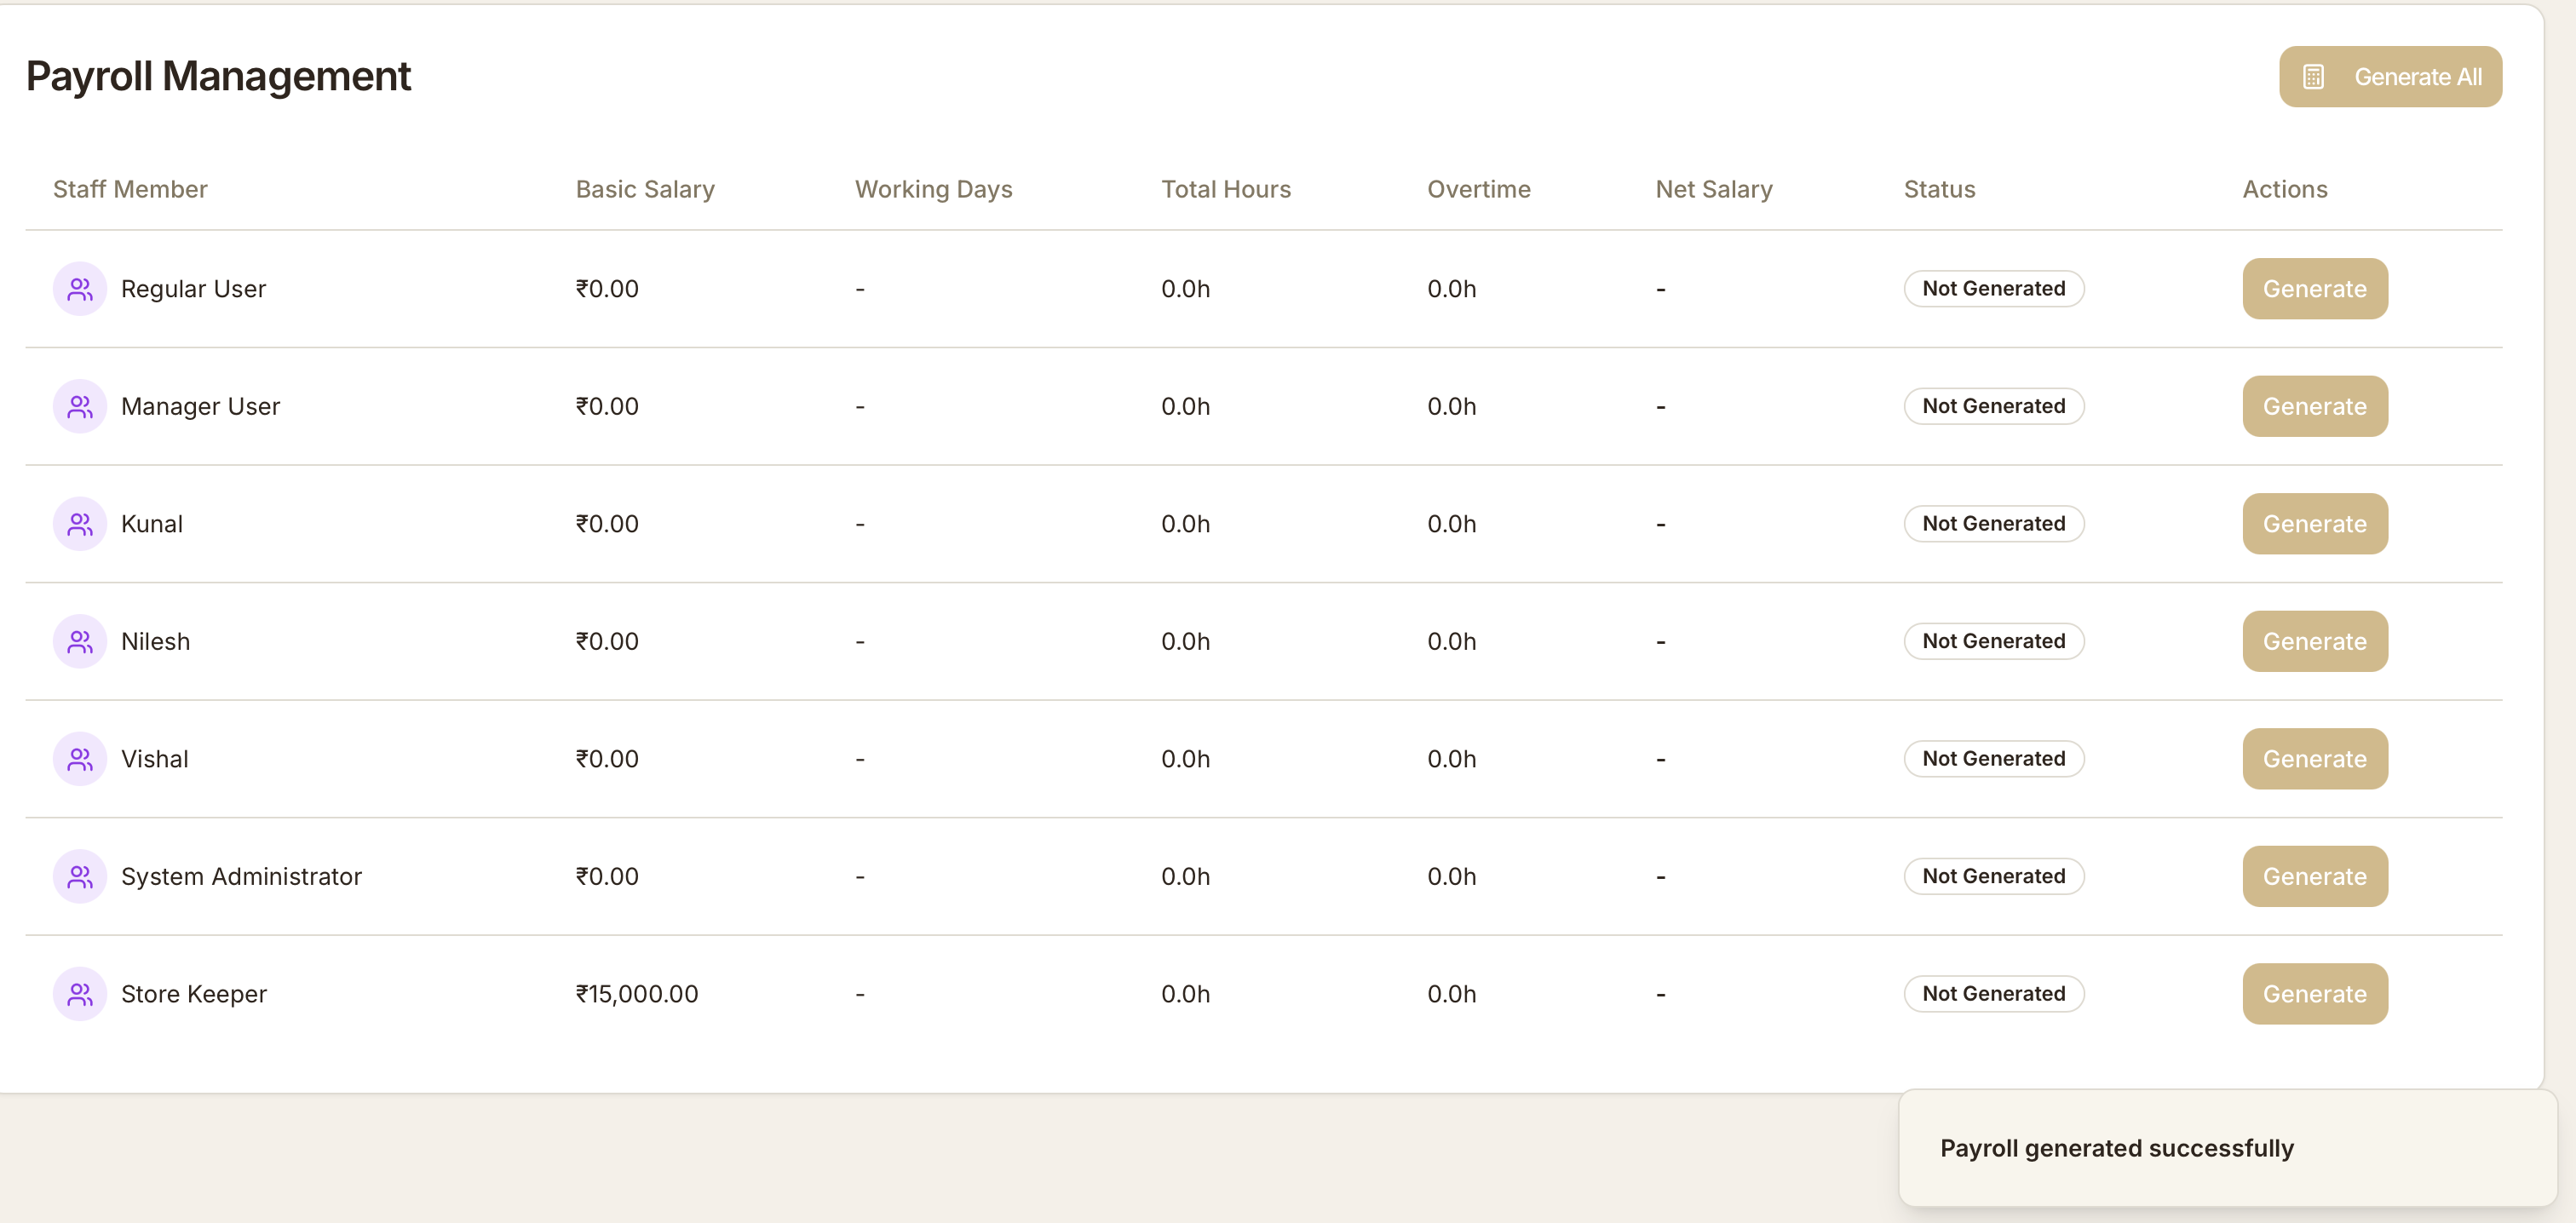 Payroll Management
Generate All
Staff Member Basic Salary Working Days Total Hours Overtime Net Salary Status Actions
Regular User ₹0.00 - 0.0h 0.0h - Not Generated Generate
Manager User ₹0.00 - 0.0h 0.0h - Not Generated Generate
Kunal ₹0.00 - 0.0h 0.0h - Not Generated Generate
Nilesh ₹0.00 - 0.0h 0.0h - Not Generated Generate
Vishal ₹0.00 - 0.0h 0.0h - Not Generated Generate
System Administrator ₹0.00 - 0.0h 0.0h - Not Generated Generate
Store Keeper ₹15,000.00 - 0.0h 0.0h - Not Generated Generate
Payroll generated successfully